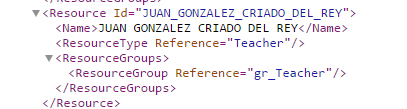 </ResourceGroups>
<Resource Id="JUAN_GONZALEZ_CRIADO_DEL_REY">
<Name>JUAN GONZALEZ CRIADO DEL REY</Name>
<ResourceType Reference="Teacher"/>
<ResourceGroups>
<ResourceGroup Reference="gr_Teacher"/>
</ResourceGroups>
</Resource>